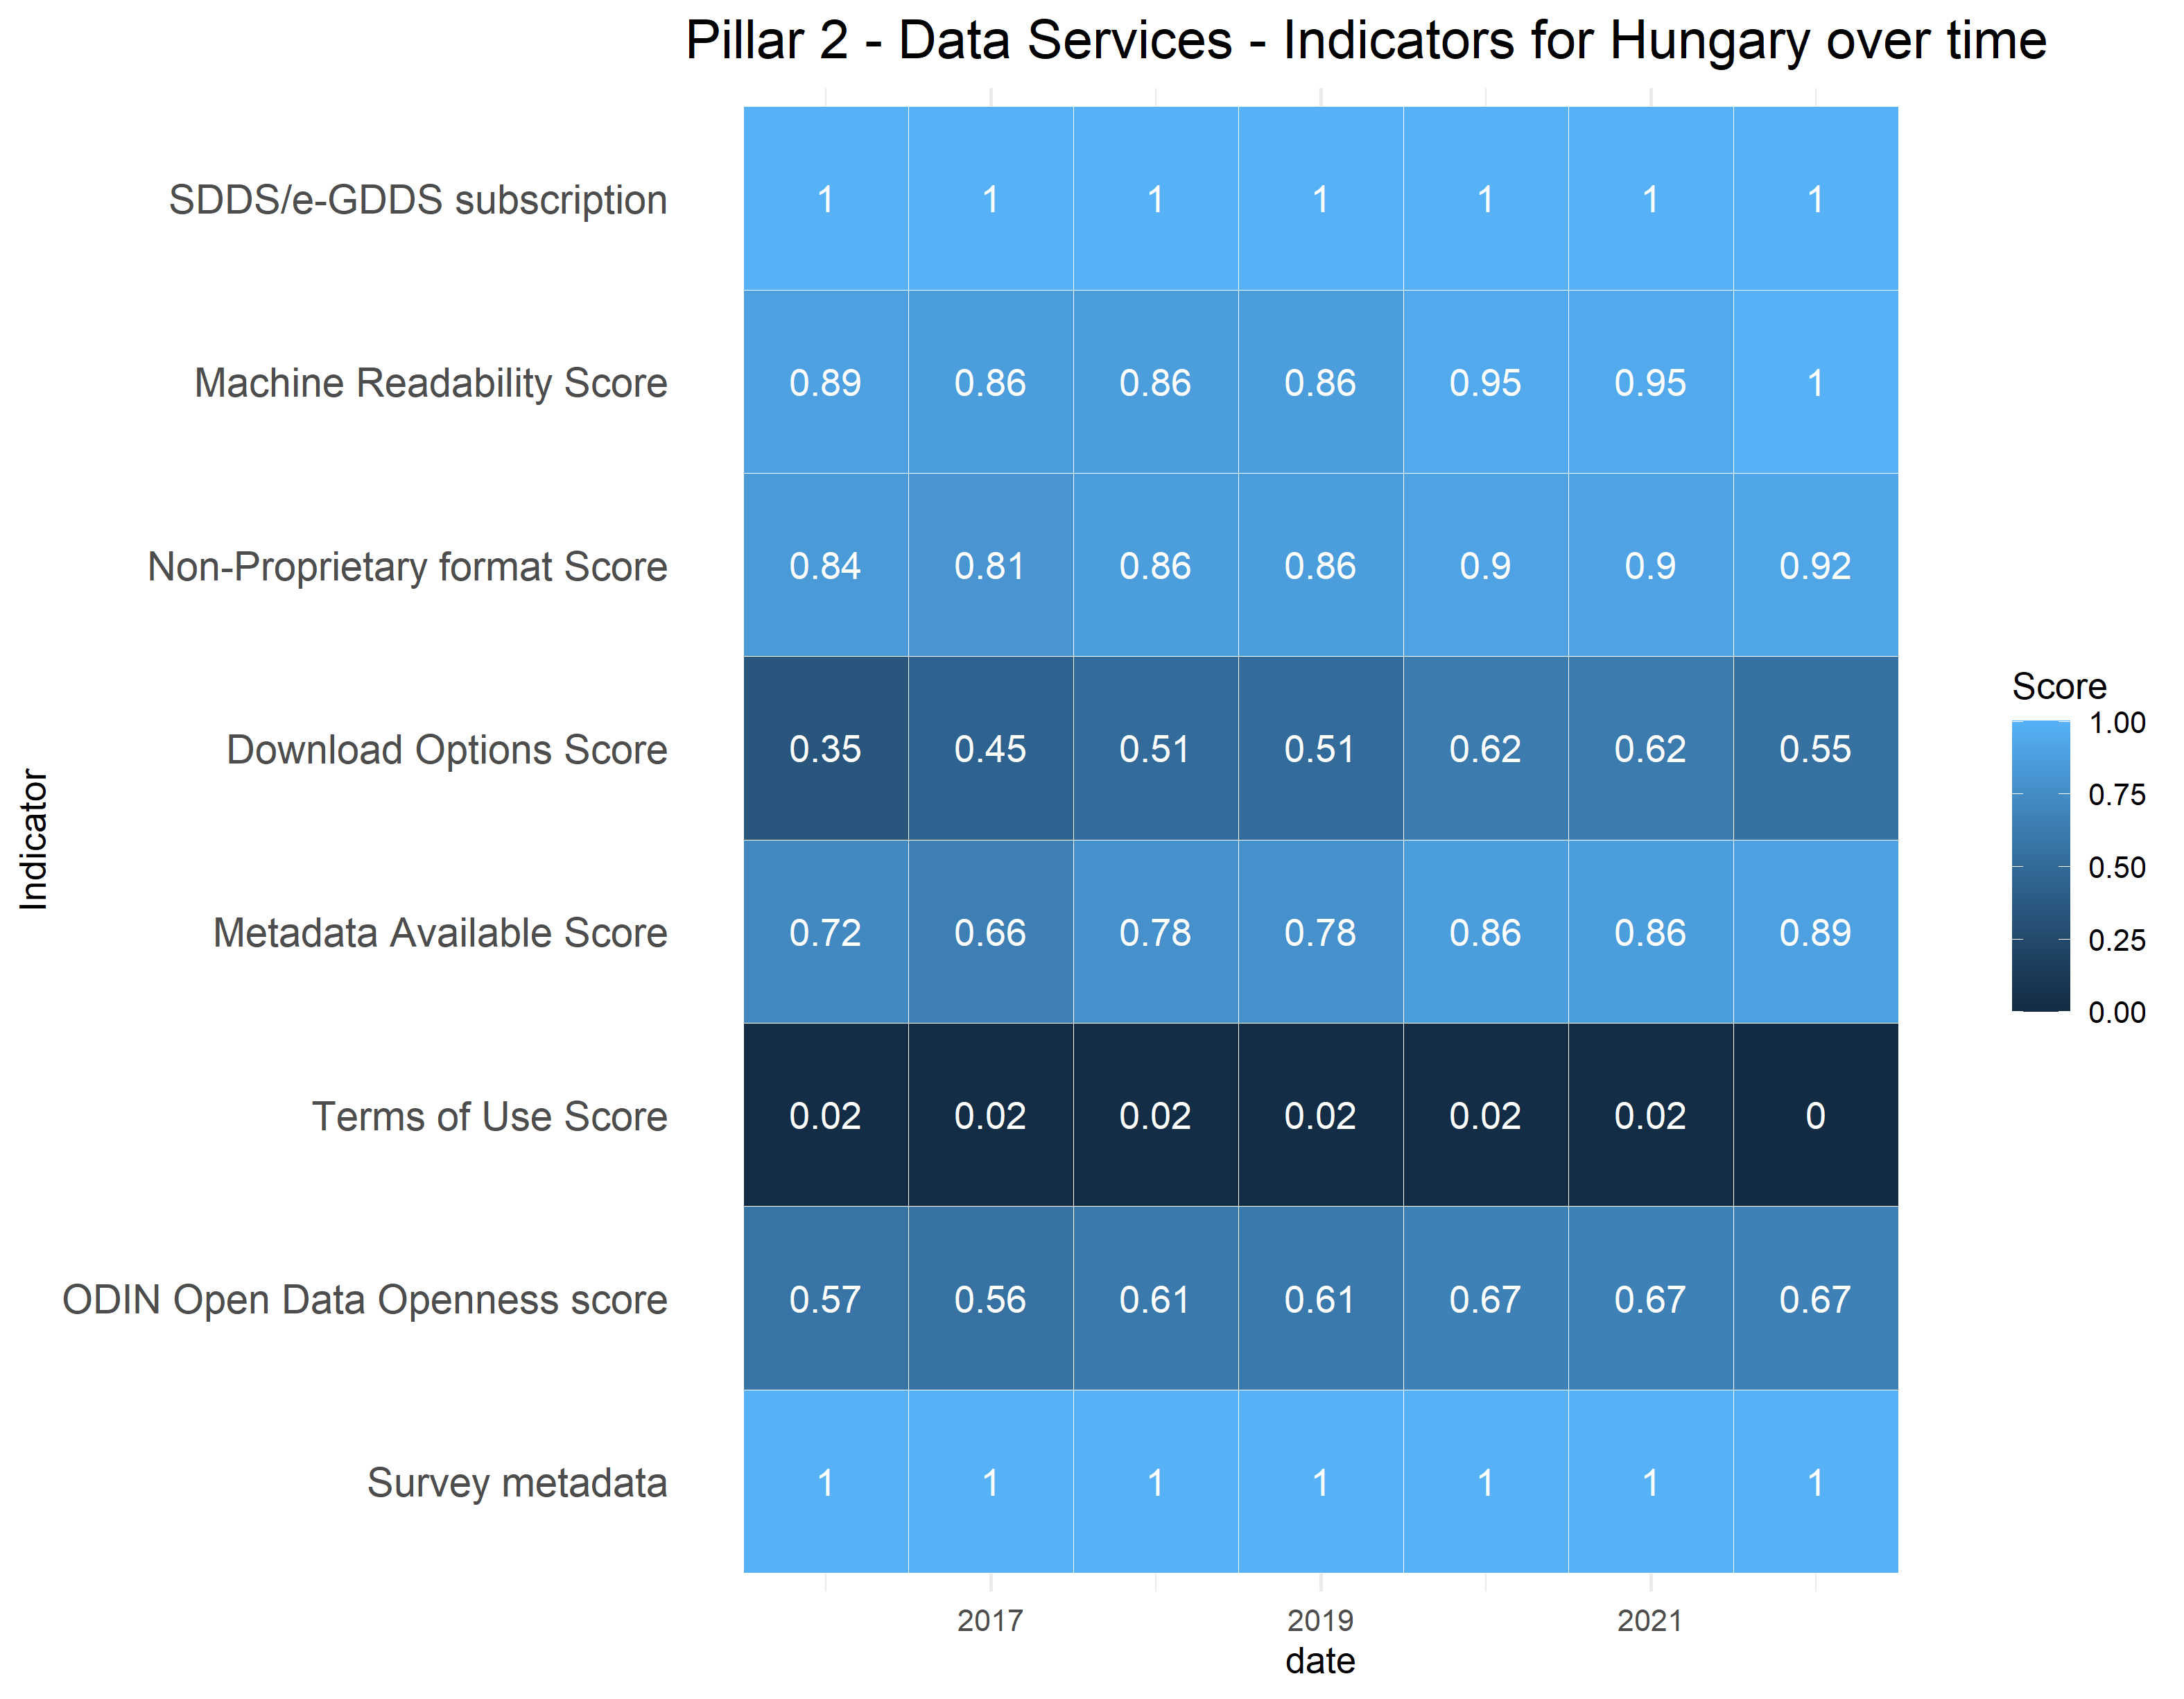 Pillar 2 - Data Services - Indicators for Hungary over time
SDDS/e-GDDS subscription 1 1 1 1 1 1 1
Machine Readability Score 0.89 0.86 0.86 0.86 0.95 0.95 1
Non-Proprietary format Score 0.84 0.81 0.86 0.86 0.9 0.9 0.92
Download Options Score 0.35 0.45 0.51 0.51 0.62 0.62 0.55
Metadata Available Score 0.72 0.66 0.78 0.78 0.86 0.86 0.89
Terms of Use Score 0.02 0.02 0.02 0.02 0.02 0.02 0
ODIN Open Data Openness score 0.57 0.56 0.61 0.61 0.67 0.67 0.67
Survey metadata 1 1 1 1 1 1 1
2017 2019 2021
date
Indicator
Score
1.00
0.75
0.50
0.25
0.00